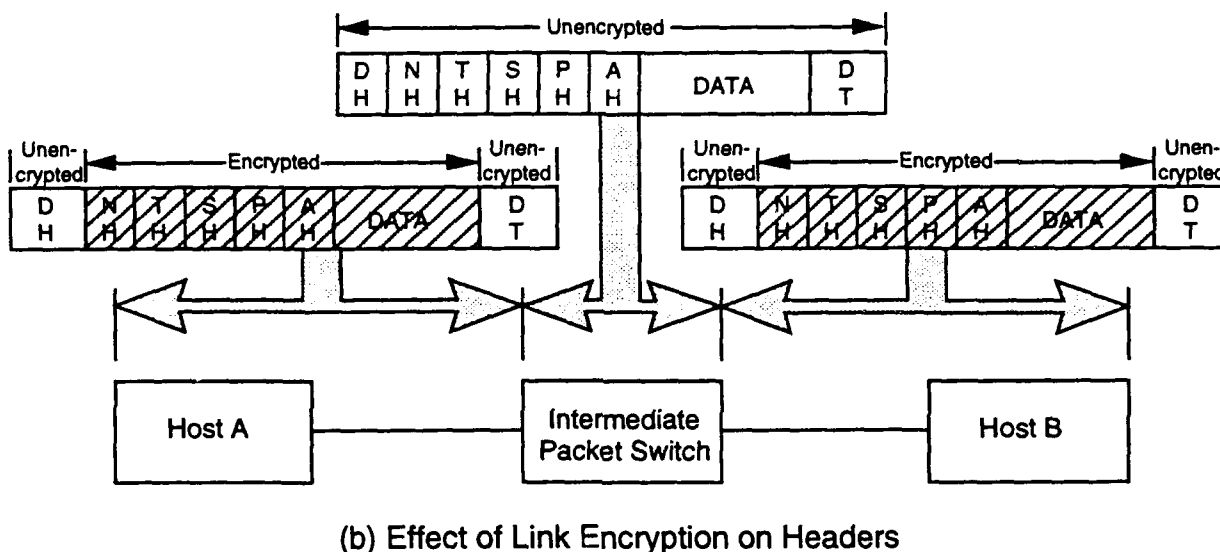 Unencrypted
D H N H T H S H P H A H DATA D T
Unen-
crypted
Encrypted
Unen-
crypted
D H N H T H S H P H A H DATA D T
Unen-
crypted
Encrypted
Unen-
crypted
D H N H T H S H P H A H DATA D T
Host A
Intermediate
Packet Switch
Host B
(b) Effect of Link Encryption on Headers